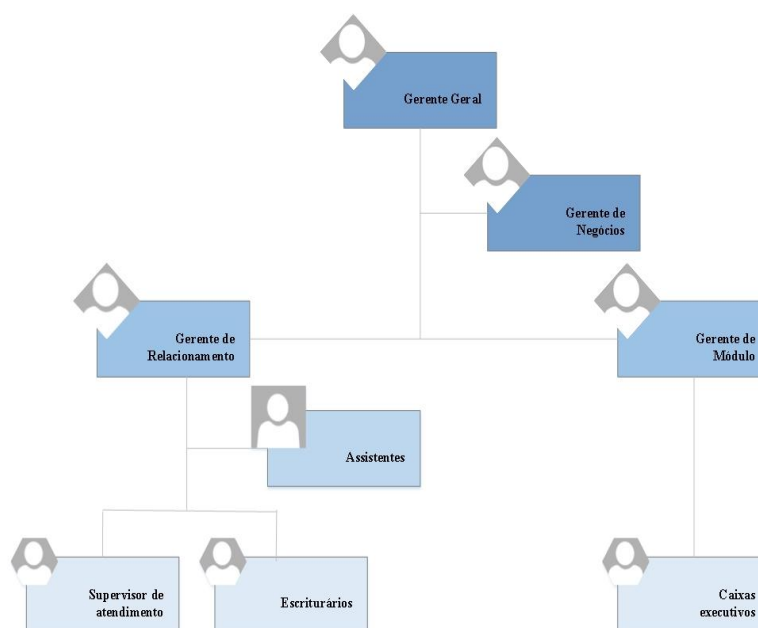 Gerente Geral
Gerente de
Negócios
Gerente de
Relacionamento
Gerente de
Módulo
Assistentes
Supervisor de
atendimento
Escriturários
Caixas
executivos